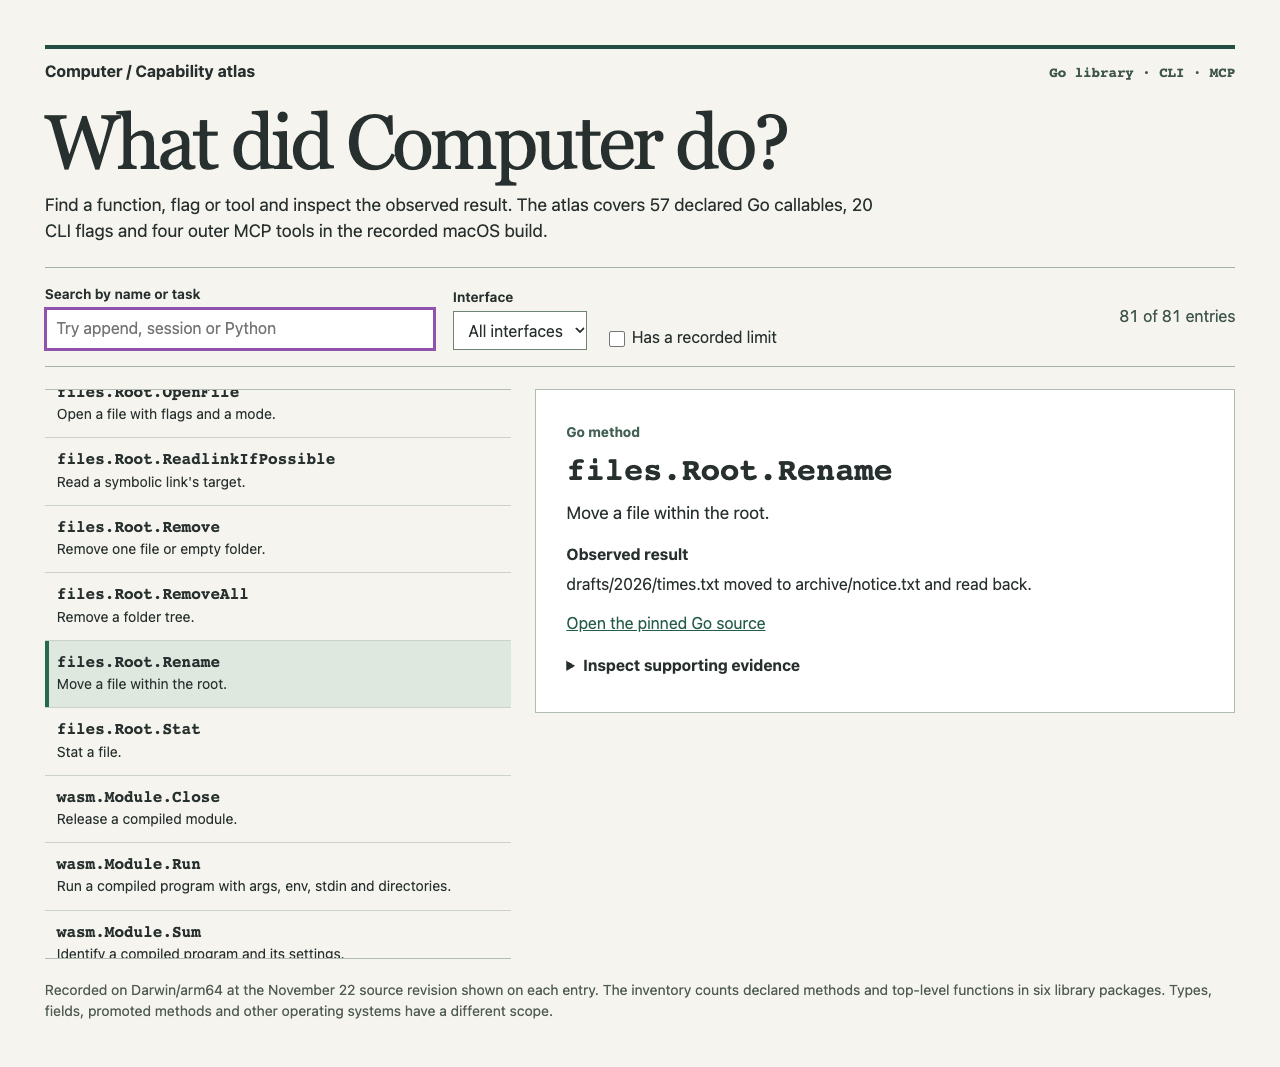 Computer / Capability atlas
Go library · CLI · MCP
What did Computer do?
Find a function, flag or tool and inspect the observed result. The atlas covers 57 declared Go callables, 20
CLI flags and four outer MCP tools in the recorded macOS build.
Search by name or task
Try append, session or Python
Interface
All interfaces
Has a recorded limit
81 of 81 entries
files.Root.OpenFile
Open a file with flags and a mode.
files.Root.ReadlinkIfPossible
Read a symbolic link's target.
files.Root.Remove
Remove one file or empty folder.
files.Root.RemoveAll
Remove a folder tree.
files.Root.Rename
Move a file within the root.
files.Root.Stat
Stat a file.
wasm.Module.Close
Release a compiled module.
wasm.Module.Run
Run a compiled program with args, env, stdin and directories.
wasm.Module.Sum
Identify a compiled program and its settings.
Go method
files.Root.Rename
Move a file within the root.
Observed result
drafts/2026/times.txt moved to archive/notice.txt and read back.
Open the pinned Go source
Inspect supporting evidence
Recorded on Darwin/arm64 at the November 22 source revision shown on each entry. The inventory counts declared methods and top-level functions in six library packages. Types,
fields, promoted methods and other operating systems have a different scope.